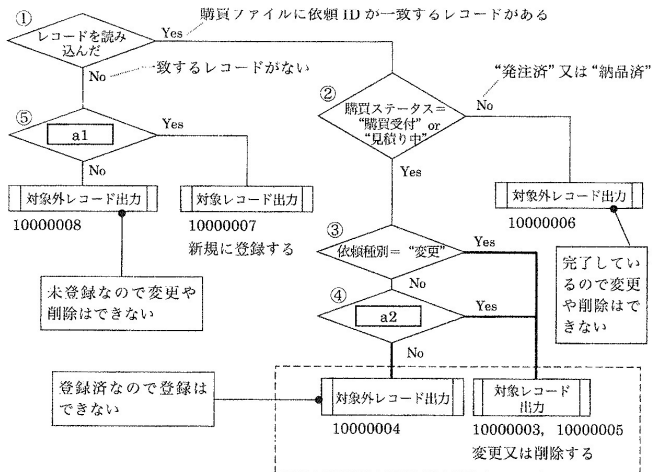 購買ファイルに依頼IDが一致するレコードがある
①
レコードを読み
込んだ
Yes
No
一致するレコードがない
②
購買ステータス=
“購買受付” or
“見積り中”
“発注済” 又は “納品済”
No
Yes
⑤
a1
Yes
No
対象外レコード出力
10000008
対象レコード出力
10000007
新規に登録する
対象外レコード出力
10000006
未登録なので変更や
削除はできない
③
依頼種別= “変更”
Yes
No
完了してい
るので変更
や削除はで
きない
④
a2
Yes
No
登録済なので登録は
できない
対象外レコード出力
10000004
対象レコード
出力
10000003, 10000005
変更又は削除する